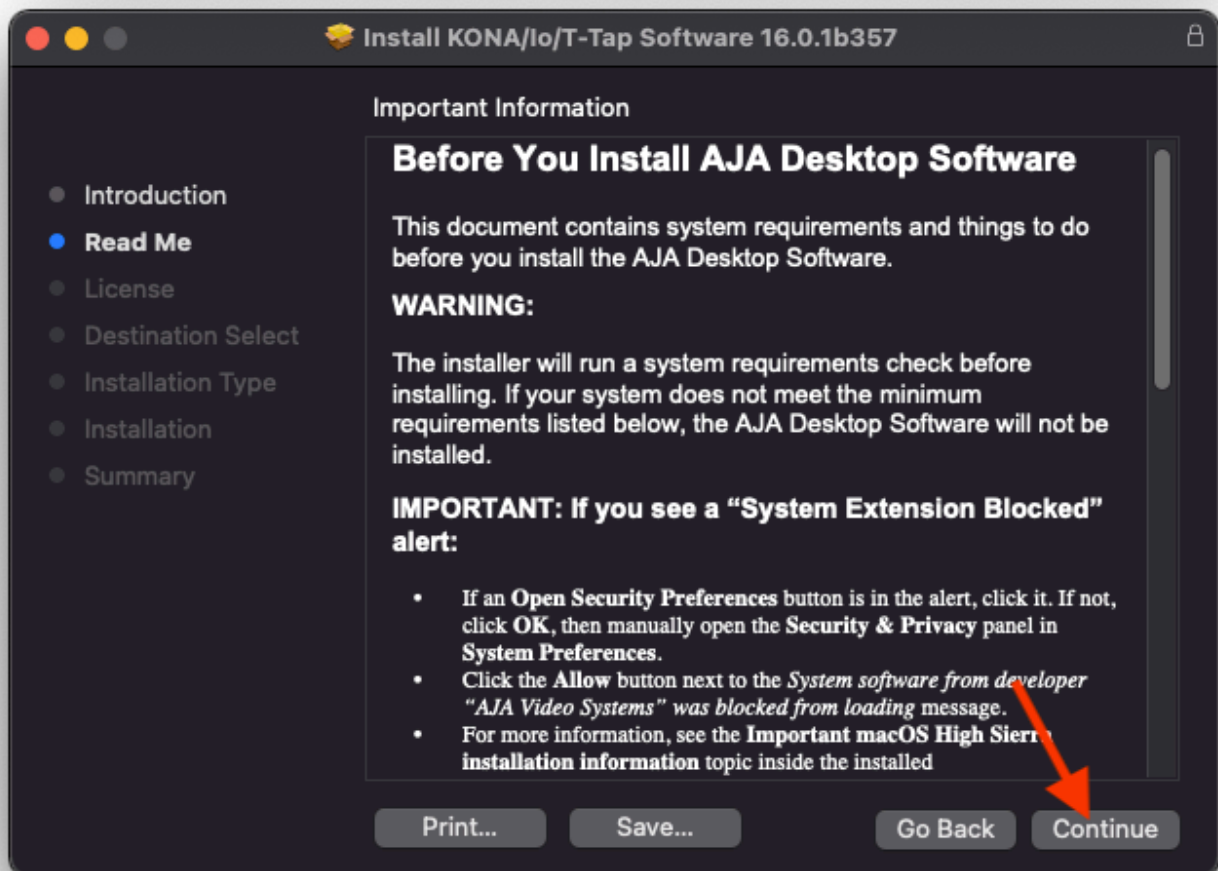 Install KONA/Io/T-Tap Software 16.0.1b357
Important Information
Introduction
Read Me
License
Destination Select
Installation Type
Installation
Summary
Before You Install AJA Desktop Software
This document contains system requirements and things to do
before you install the AJA Desktop Software.
WARNING:
The installer will run a system requirements check before
installing. If your system does not meet the minimum
requirements listed below, the AJA Desktop Software will not be
installed.
IMPORTANT: If you see a “System Extension Blocked”
alert:
• If an Open Security Preferences button is in the alert, click it. If not,
click OK, then manually open the Security & Privacy panel in
System Preferences.
• Click the Allow button next to the System software from developer
“AJA Video Systems” was blocked from loading message.
• For more information, see the Important macOS High Sierra
installation information topic inside the installed
Print...
Save...
Go Back
Continue